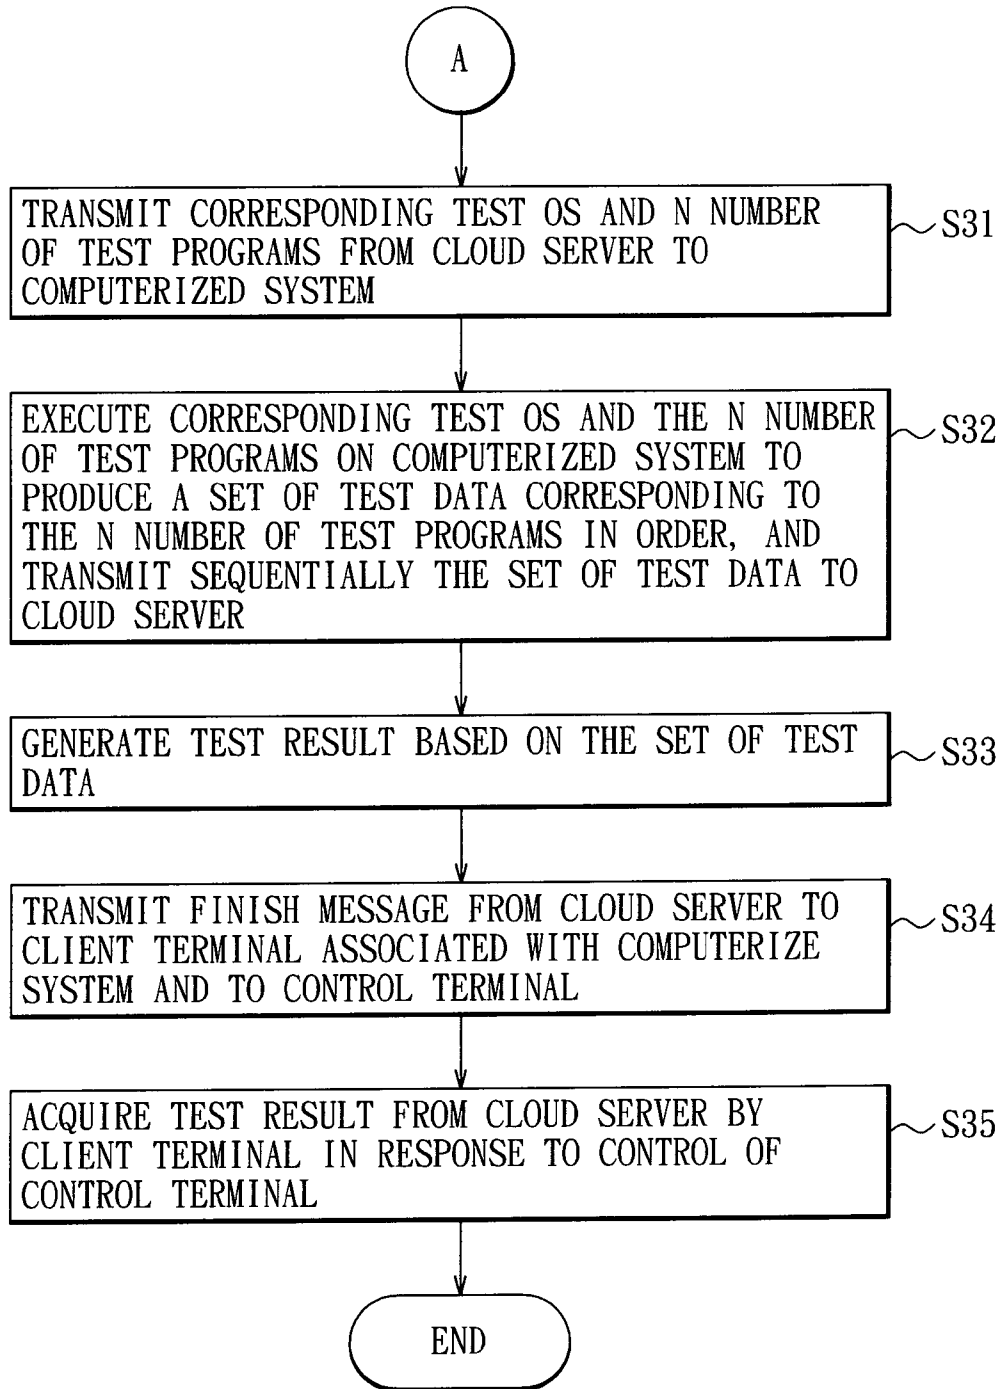 A
TRANSMIT CORRESPONDING TEST OS AND N NUMBER
OF TEST PROGRAMS FROM CLOUD SERVER TO
COMPUTERIZED SYSTEM
S31
EXECUTE CORRESPONDING TEST OS AND THE N NUMBER
OF TEST PROGRAMS ON COMPUTERIZED SYSTEM TO
PRODUCE A SET OF TEST DATA CORRESPONDING TO
THE N NUMBER OF TEST PROGRAMS IN ORDER, AND
TRANSMIT SEQUENTIALLY THE SET OF TEST DATA TO
CLOUD SERVER
S32
GENERATE TEST RESULT BASED ON THE SET OF TEST
DATA
S33
TRANSMIT FINISH MESSAGE FROM CLOUD SERVER TO
CLIENT TERMINAL ASSOCIATED WITH COMPUTERIZE
SYSTEM AND TO CONTROL TERMINAL
S34
ACQUIRE TEST RESULT FROM CLOUD SERVER BY
CLIENT TERMINAL IN RESPONSE TO CONTROL OF
CONTROL TERMINAL
S35
END